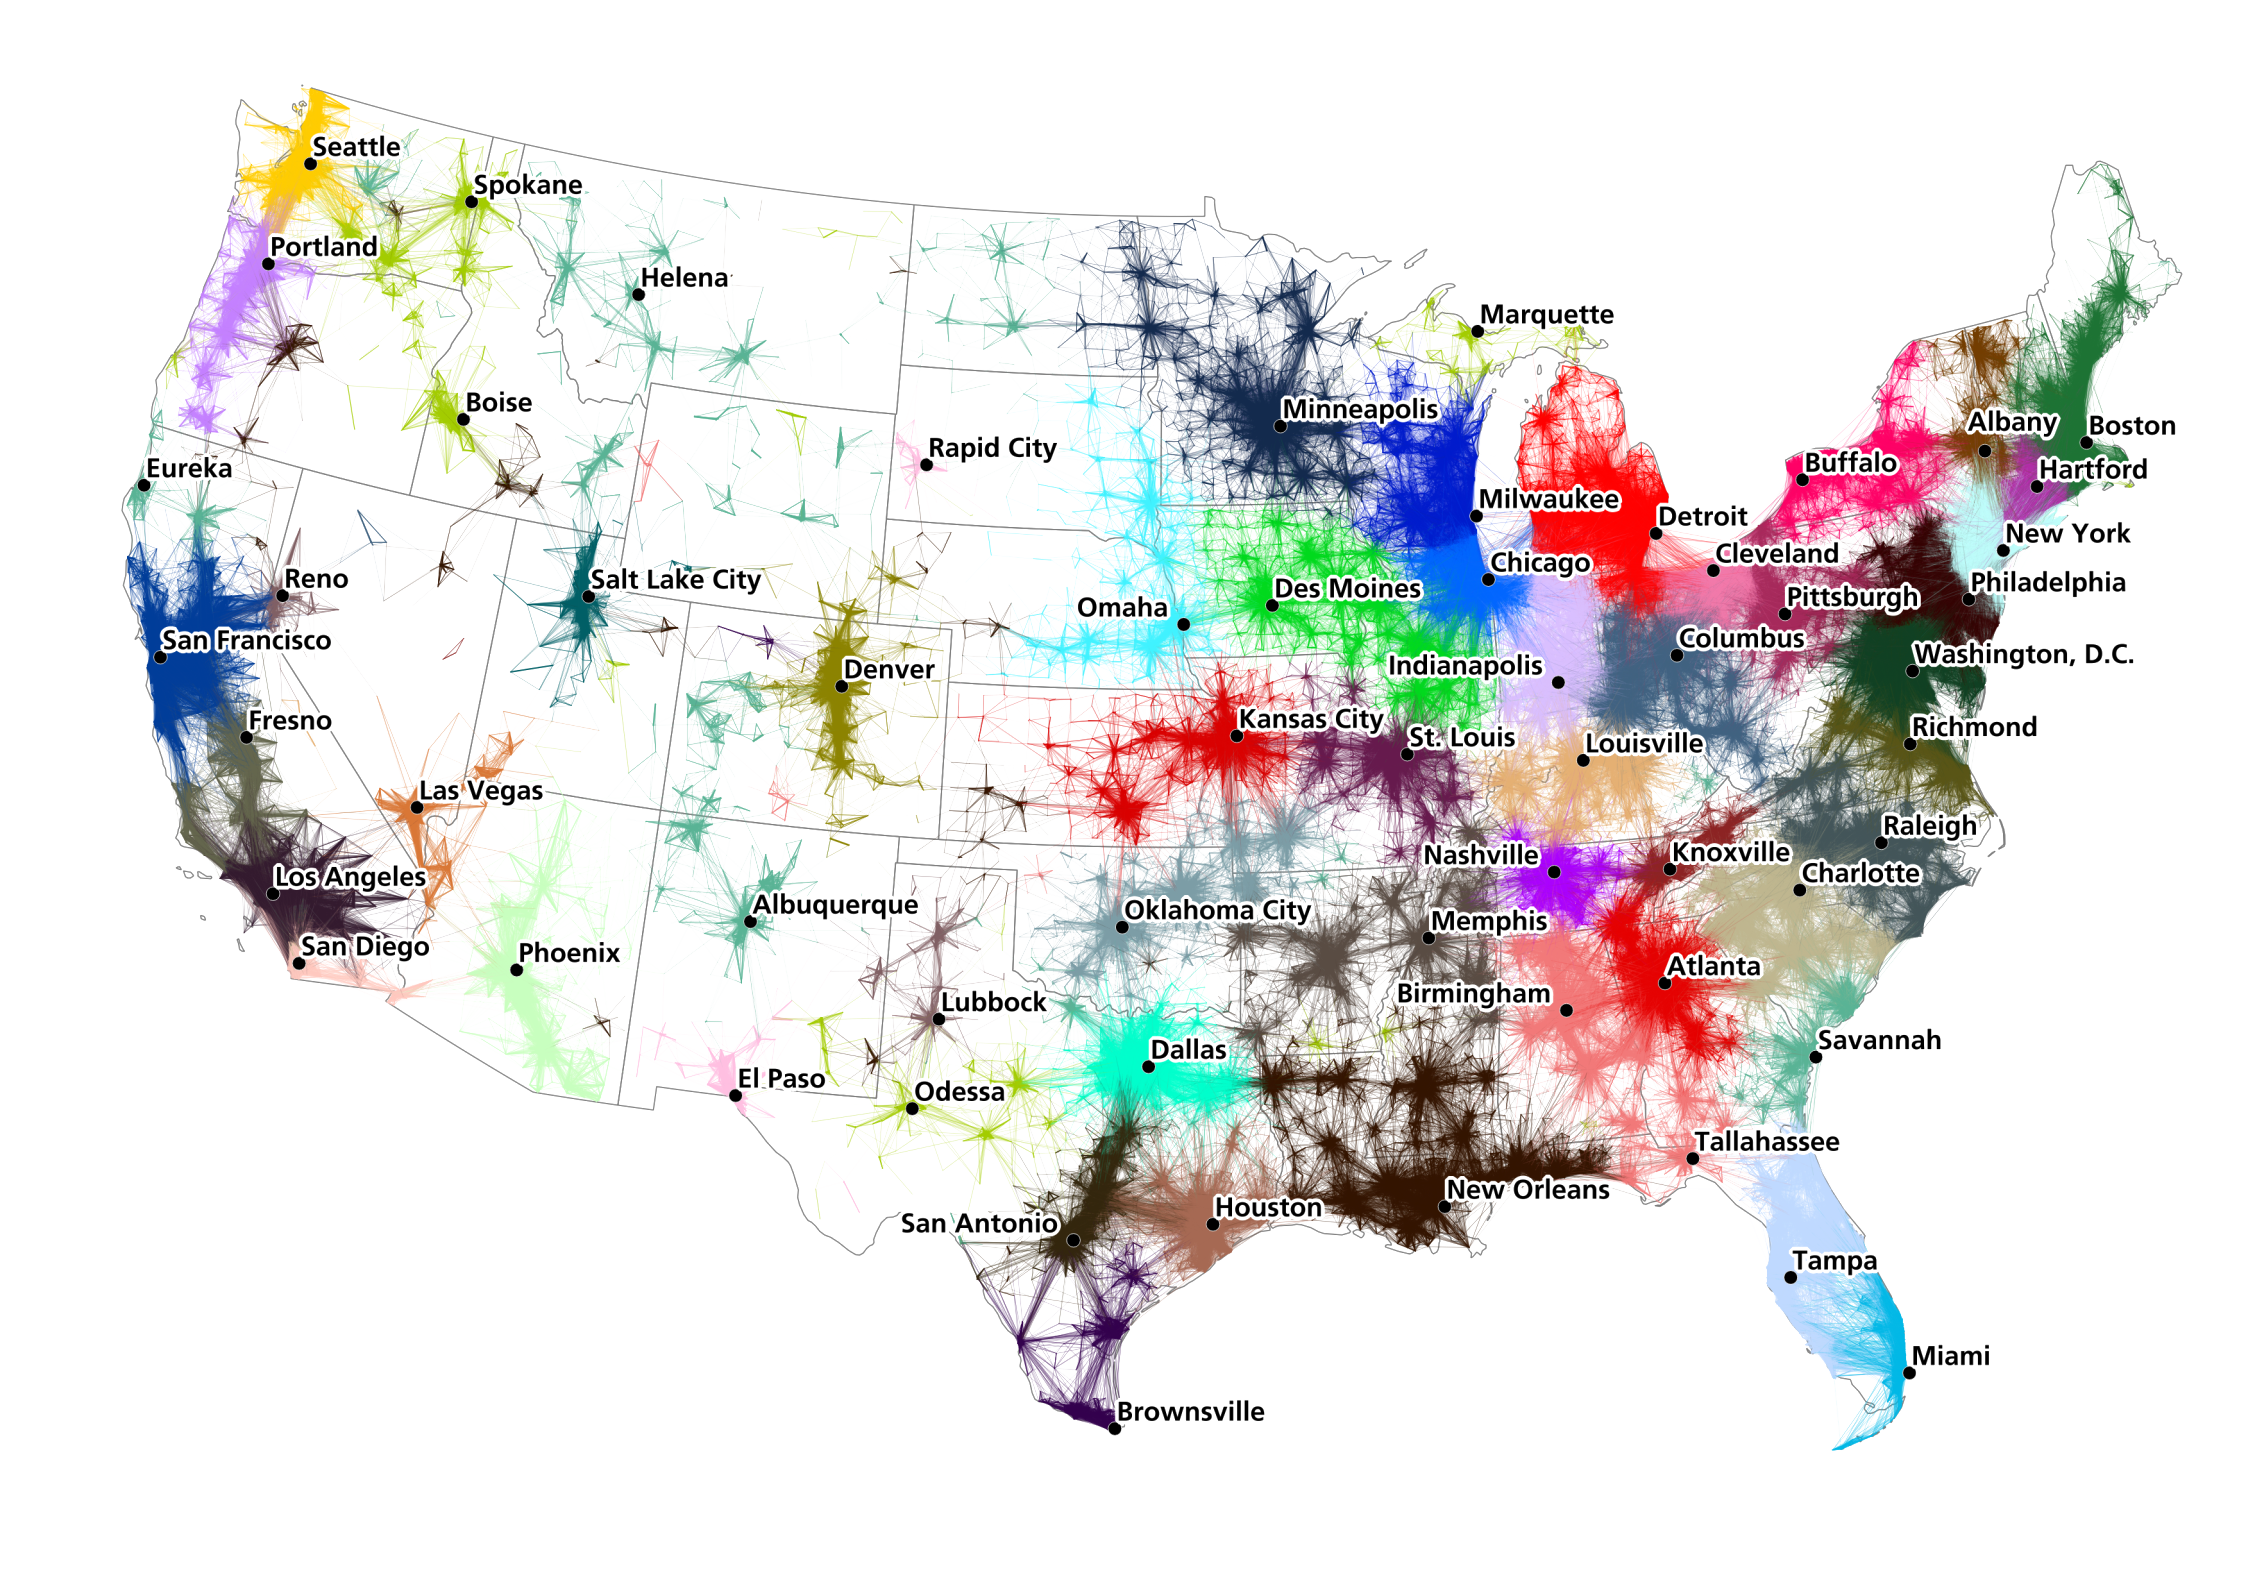 Seattle
Spokane
Portland
Helena
Marquette
Boise
Minneapolis
Albany
Boston
Rapid City
Buffalo
Hartford
Eureka
Milwaukee
Detroit
New York
Cleveland
Chicago
Reno
Salt Lake City
Des Moines
Philadelphia
Omaha
Pittsburgh
San Francisco
Columbus
Washington, D.C.
Denver
Indianapolis
Fresno
Kansas City
St. Louis
Louisville
Richmond
Las Vegas
Raleigh
Nashville
Knoxville
Charlotte
Los Angeles
Albuquerque
Oklahoma City
Memphis
San Diego
Phoenix
Atlanta
Birmingham
Lubbock
Savannah
Dallas
El Paso
Odessa
Tallahassee
New Orleans
Houston
San Antonio
Tampa
Miami
Brownsville